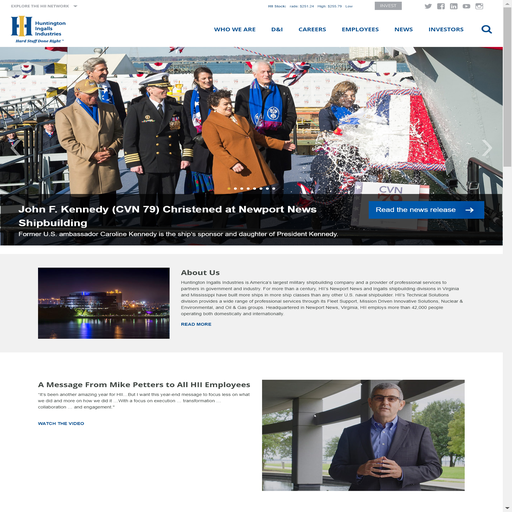 EXPLORE THE HII NETWORK
HII Stock:
Low
Huntington
Ingalls
Industries
Hard Stuff Done Right™
WHO WE ARE
D&I
CAREERS
EMPLOYEES
NEWS
INVESTORS
CVN
John F. Kennedy (CVN 79) Christened at Newport News
Shipbuilding
Former U.S. ambassador Caroline Kennedy is the ship's sponsor and daughter of President Kennedy.
Read the news release
About Us
Huntington Ingalls Industries is America's largest military shipbuilding company and a provider of professional services to
partners in government and industry. For more than a century, HII's Newport News and Ingalls shipbuilding divisions in Virginia
and Mississippi have built more ships in more ship classes than any other U.S. naval shipbuilder. HII's Technical Solutions
division provides a wide range of professional services through its Fleet Support, Mission Driven Innovative Solutions, Nuclear &
Environmental, and Oil & Gas groups. Headquartered in Newport News, Virginia, HII employs more than 42,000 people
operating both domestically and internationally.
READ MORE
A Message From Mike Petters to All HII Employees
"It's been another amazing year for HII .. But I want this year-end message to focus less on what
we did and more on how we did it .. With a focus on execution . . . transformation . . .
collaboration . . . and engagement."
WATCH THE VIDEO